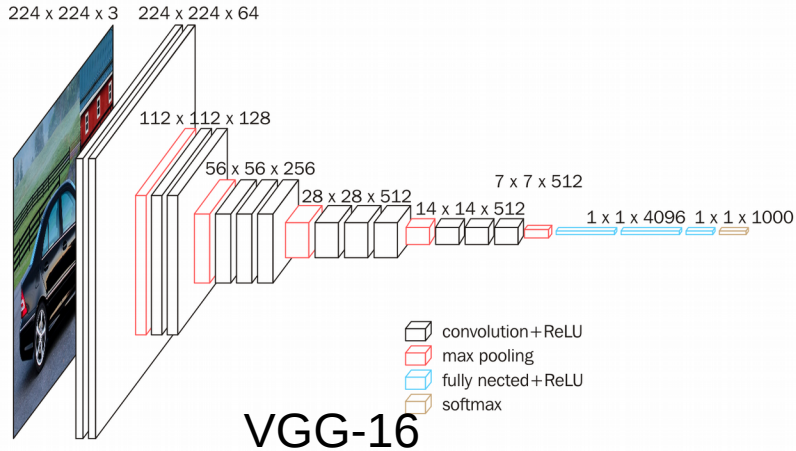 224 x 224 x 3
224 x 224 x 64
112 x 112 x 128
56 x 56 x 256
28 x 28 x 512
14 x 14 x 512
7 x 7 x 512
1 x 1 x 4096
1 x 1 x 1000
convolution+ReLU
max pooling
fully nected+ReLU
softmax
VGG-16